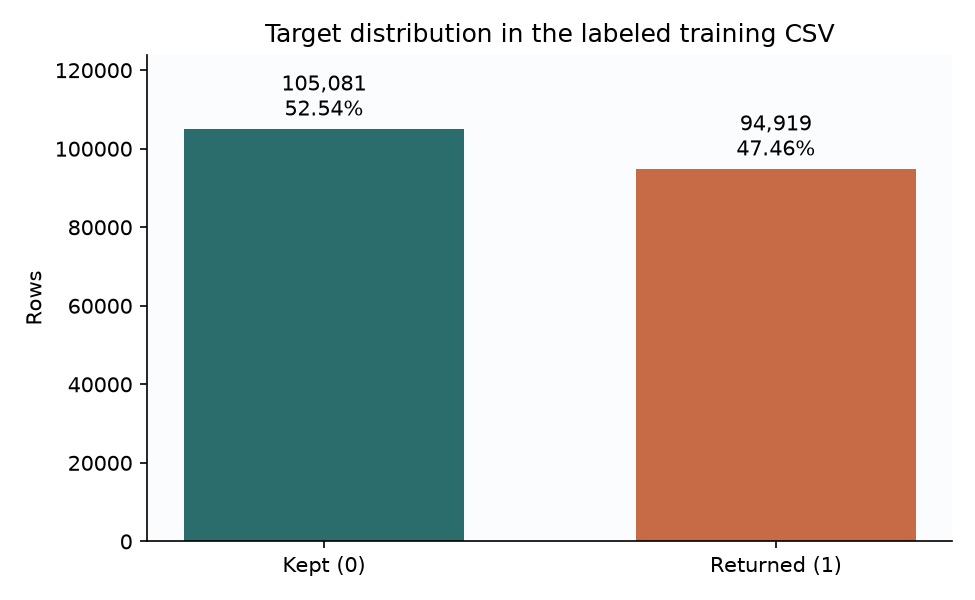 Target distribution in the labeled training CSV
120000
100000
80000
60000
40000
20000
0
Rows
105,081
52.54%
94,919
47.46%
Kept (0)
Returned (1)